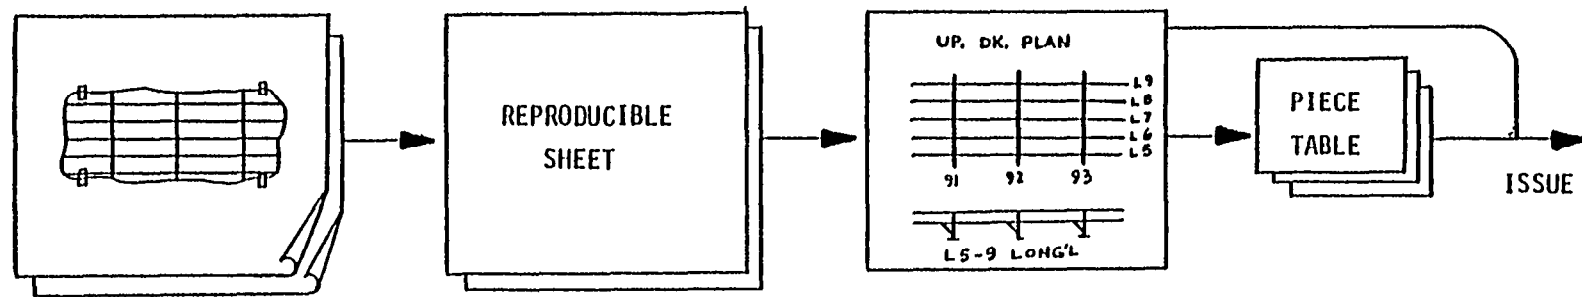 REPRODUCIBLE
SHEET
UP. DK. PLAN
L9
L8
L7
L6
L5
91
92
93
L5-9 LONG'L
PIECE
TABLE
ISSUE